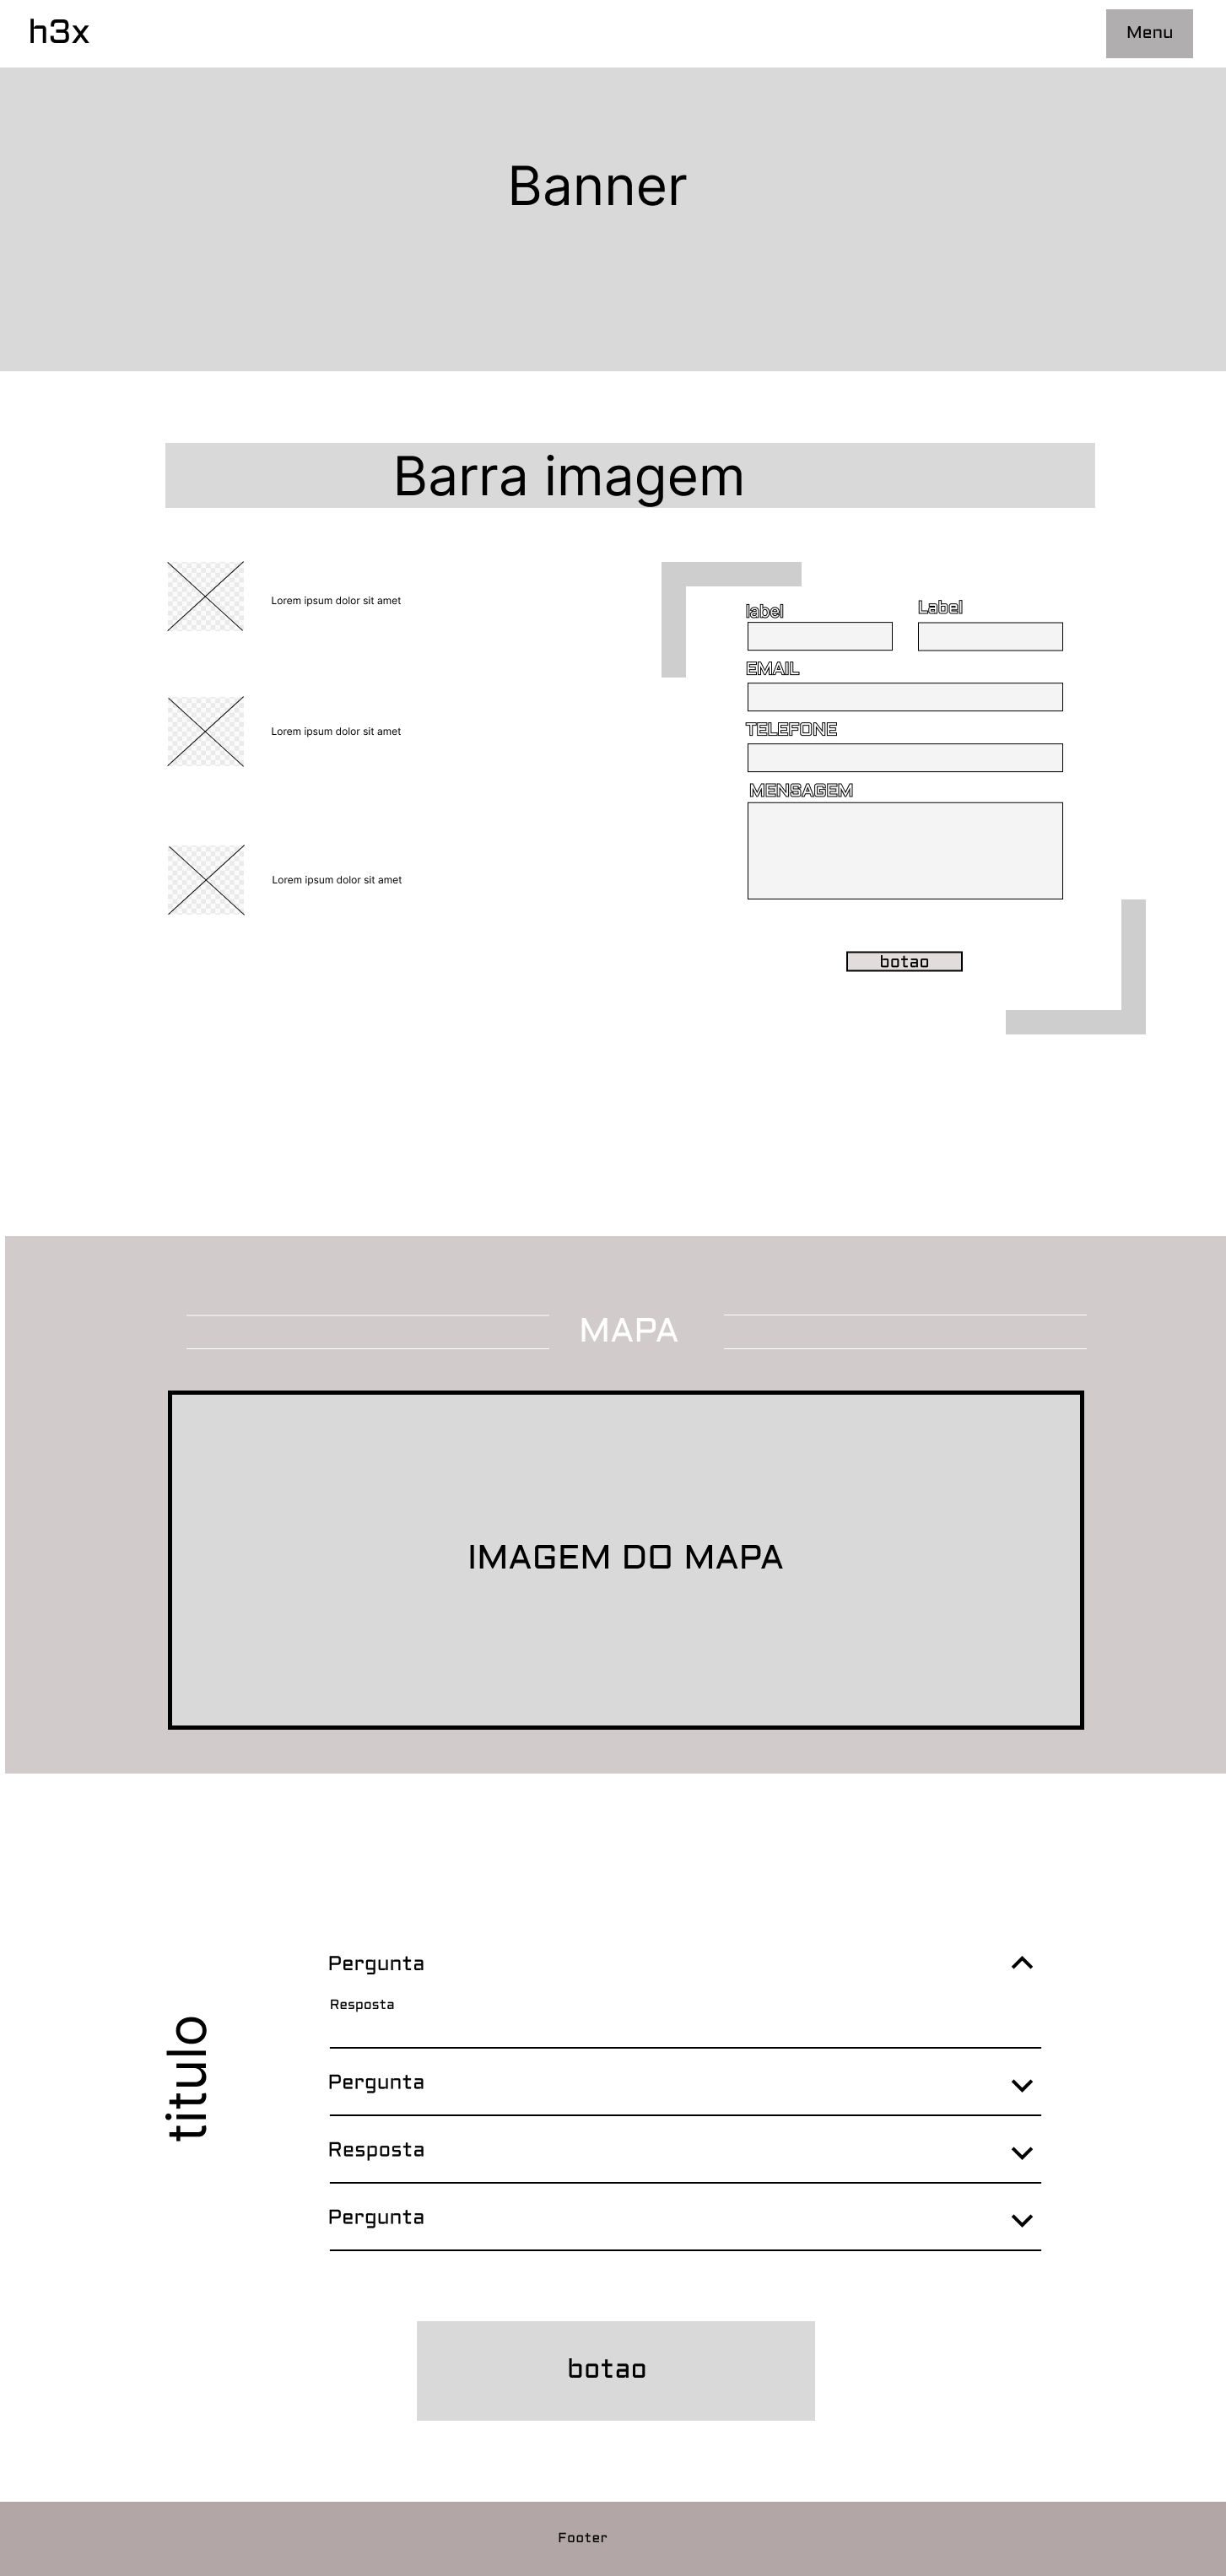 h3x
Menu
Banner
Barra imagem
Lorem ipsum dolor sit amet
Lorem ipsum dolor sit amet
Lorem ipsum dolor sit amet
label
Label
EMAIL
TELEFONE
MENSAGEM
botao
MAPA
IMAGEM DO MAPA
titulo
Pergunta
Resposta
Pergunta
Resposta
Pergunta
botao
Footer